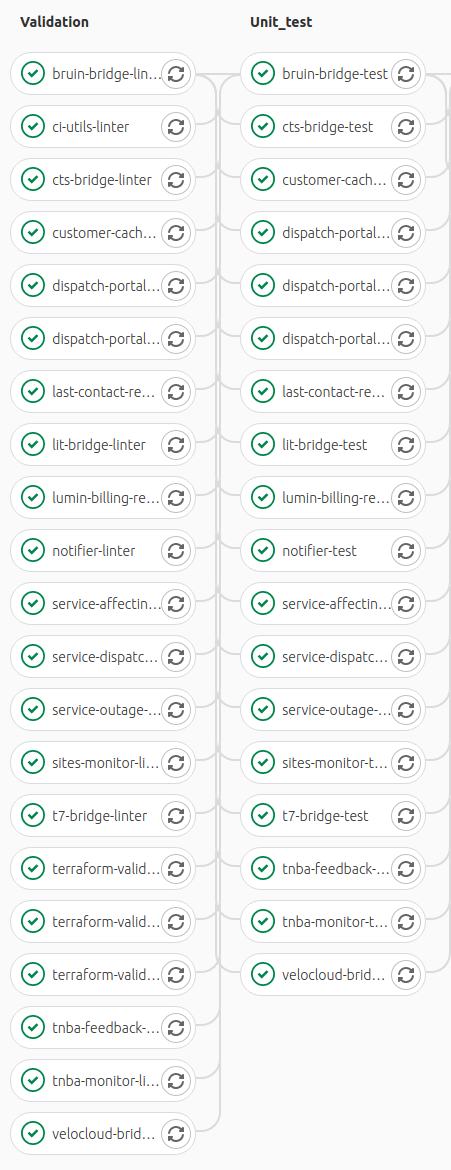 Validation
bruin-bridge-lin...
ci-utils-linter
cts-bridge-linter
customer-cach...
dispatch-portal...
dispatch-portal...
last-contact-re...
lit-bridge-linter
lumin-billing-re...
notifier-linter
service-affectin...
service-dispatc...
service-outage-...
sites-monitor-li...
t7-bridge-linter
terraform-valid...
terraform-valid...
terraform-valid...
tnba-feedback-...
tnba-monitor-li...
velocloud-brid...
Unit_test
bruin-bridge-test
cts-bridge-test
customer-cach...
dispatch-portal...
dispatch-portal...
dispatch-portal...
last-contact-re...
lit-bridge-test
lumin-billing-re...
notifier-test
service-affectin...
service-dispatc...
service-outage-...
sites-monitor-t...
t7-bridge-test
tnba-feedback-...
tnba-monitor-t...
velocloud-brid...